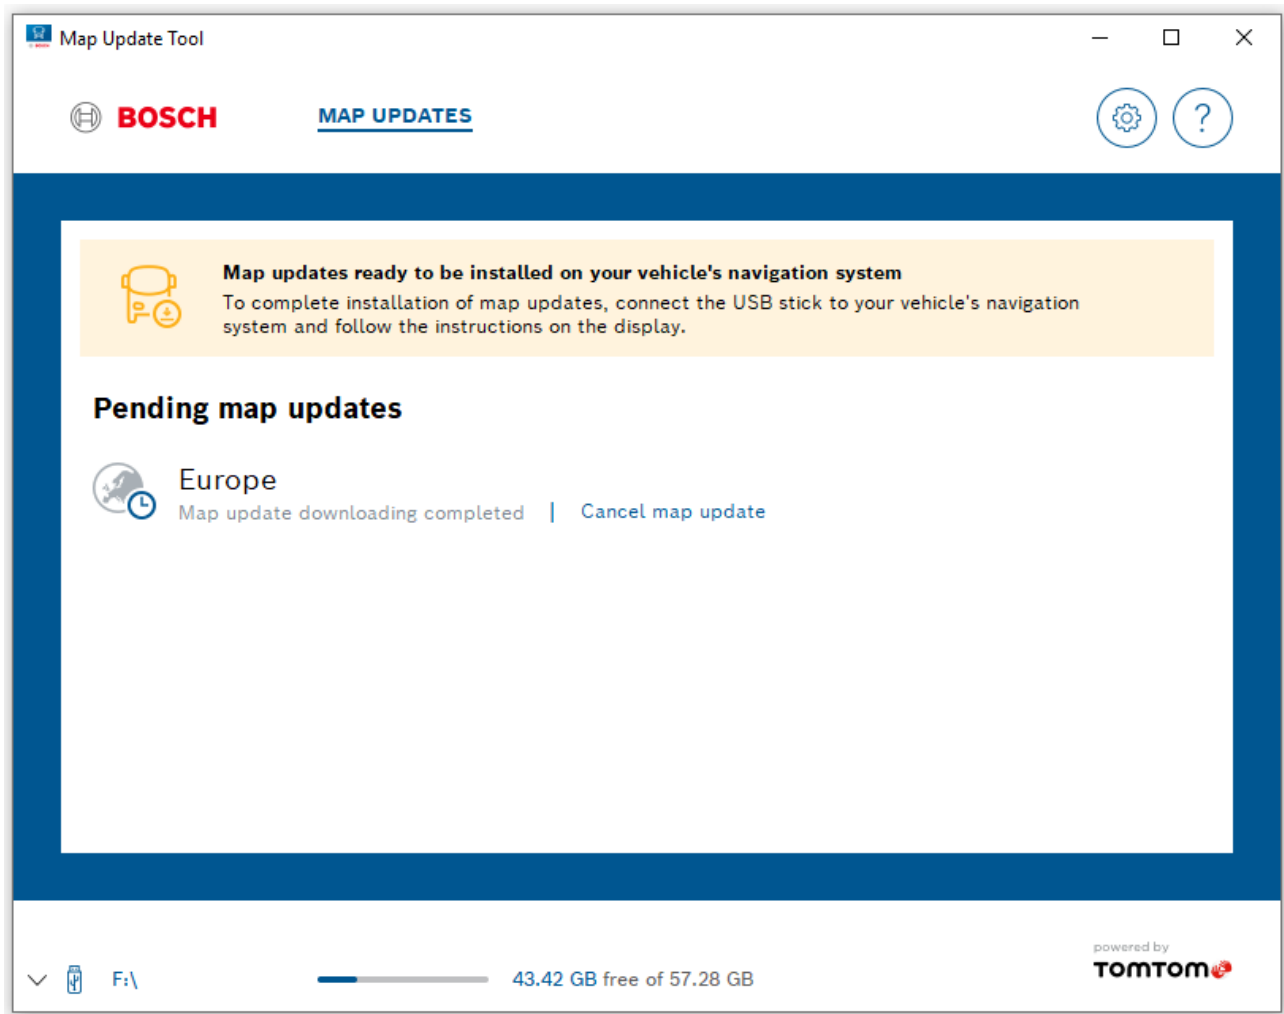 Map Update Tool
BOSCH
MAP UPDATES
?
Map updates ready to be installed on your vehicle's navigation system
To complete installation of map updates, connect the USB stick to your vehicle's navigation
system and follow the instructions on the display.
Pending map updates
Europe
Map update downloading completed | Cancel map update
F:\
43.42 GB free of 57.28 GB
powered by
TOMTOM